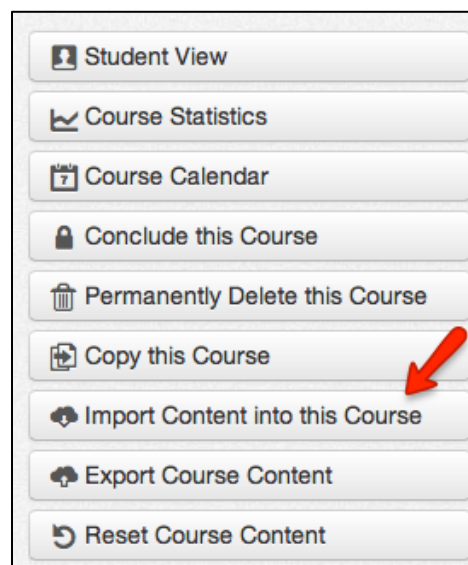 Student View
Course Statistics
7
Course Calendar
Conclude this Course
Permanently Delete this Course
Copy this Course
Import Content into this Course
Export Course Content
Reset Course Content